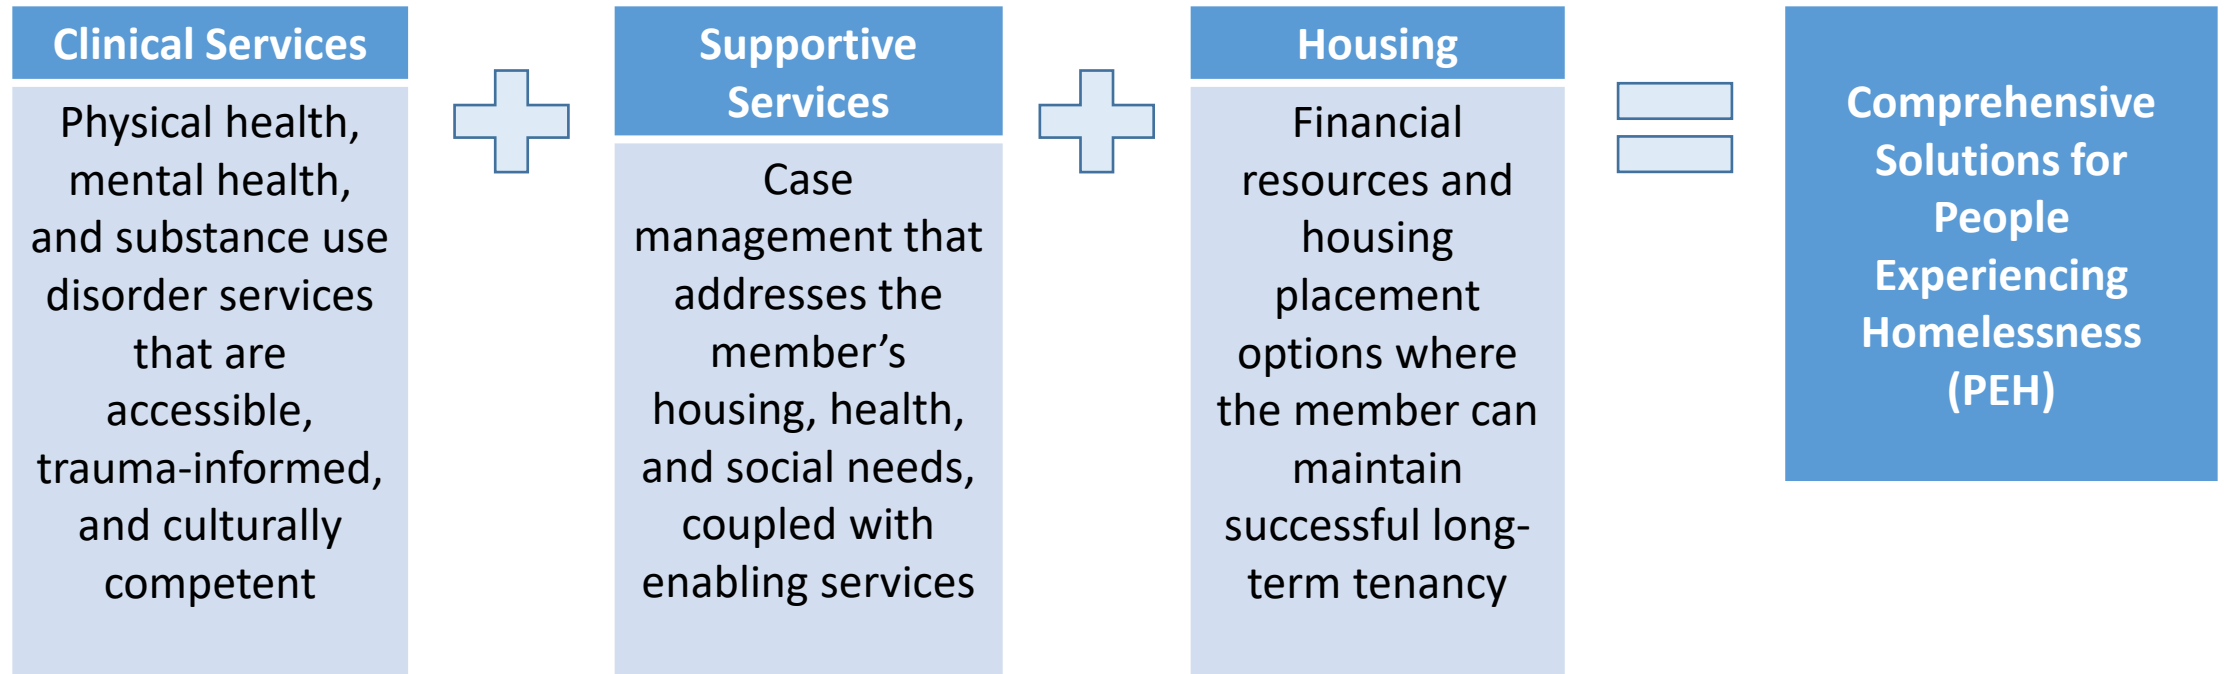 Clinical Services
Physical health,
mental health,
and substance use
disorder services
that are
accessible,
trauma-informed,
and culturally
competent
Supportive
Services
Case
management that
addresses the
member’s
housing, health,
and social needs,
coupled with
enabling services
Housing
Financial
resources and
housing
placement
options where
the member can
maintain
successful long-
term tenancy
Comprehensive
Solutions for
People
Experiencing
Homelessness
(PEH)